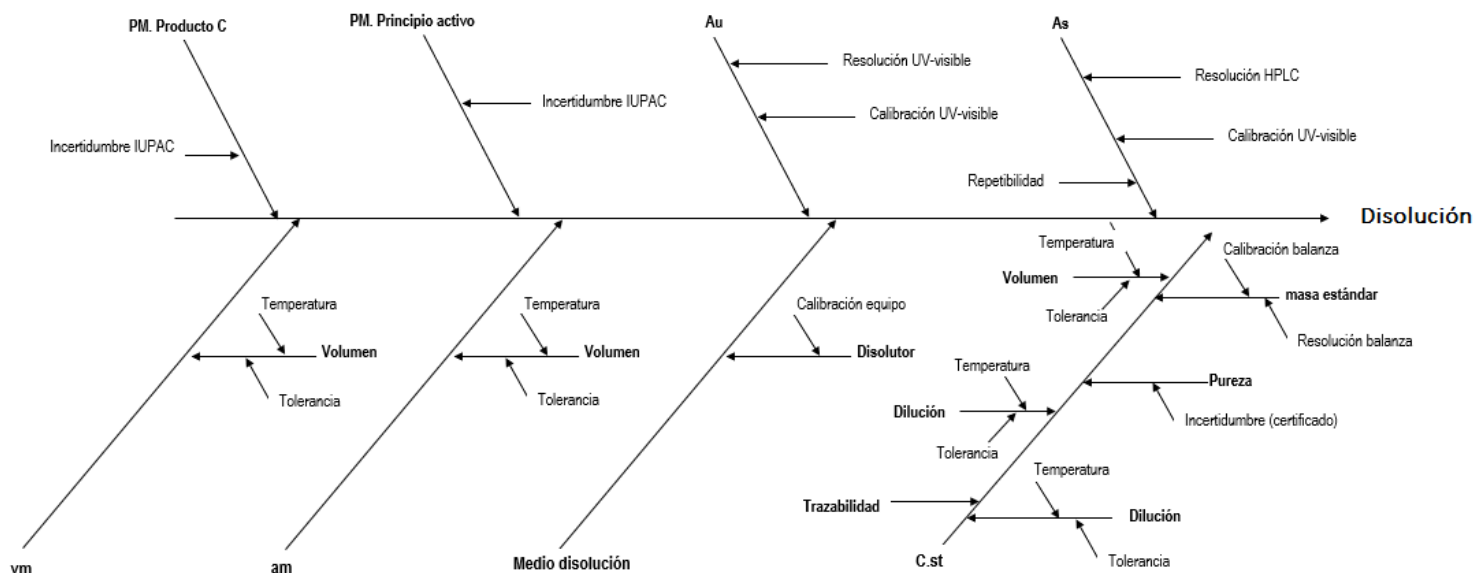 PM. Producto C
PM. Principio activo
Au
As
Resolución UV-visible
Resolución HPLC
Incertidumbre IUPAC
Calibración UV-visible
Calibración UV-visible
Incertidumbre IUPAC
Repetibilidad
Disolución
Temperatura
Calibración balanza
Volumen
masa estándar
Temperatura
Temperatura
Calibración equipo
Tolerancia
Resolución balanza
Volumen
Volumen
Disolutor
Temperatura
Pureza
Tolerancia
Tolerancia
Dilución
Incertidumbre (certificado)
Tolerancia
Temperatura
Trazabilidad
Dilución
vm
am
Medio disolución
C.st
Tolerancia